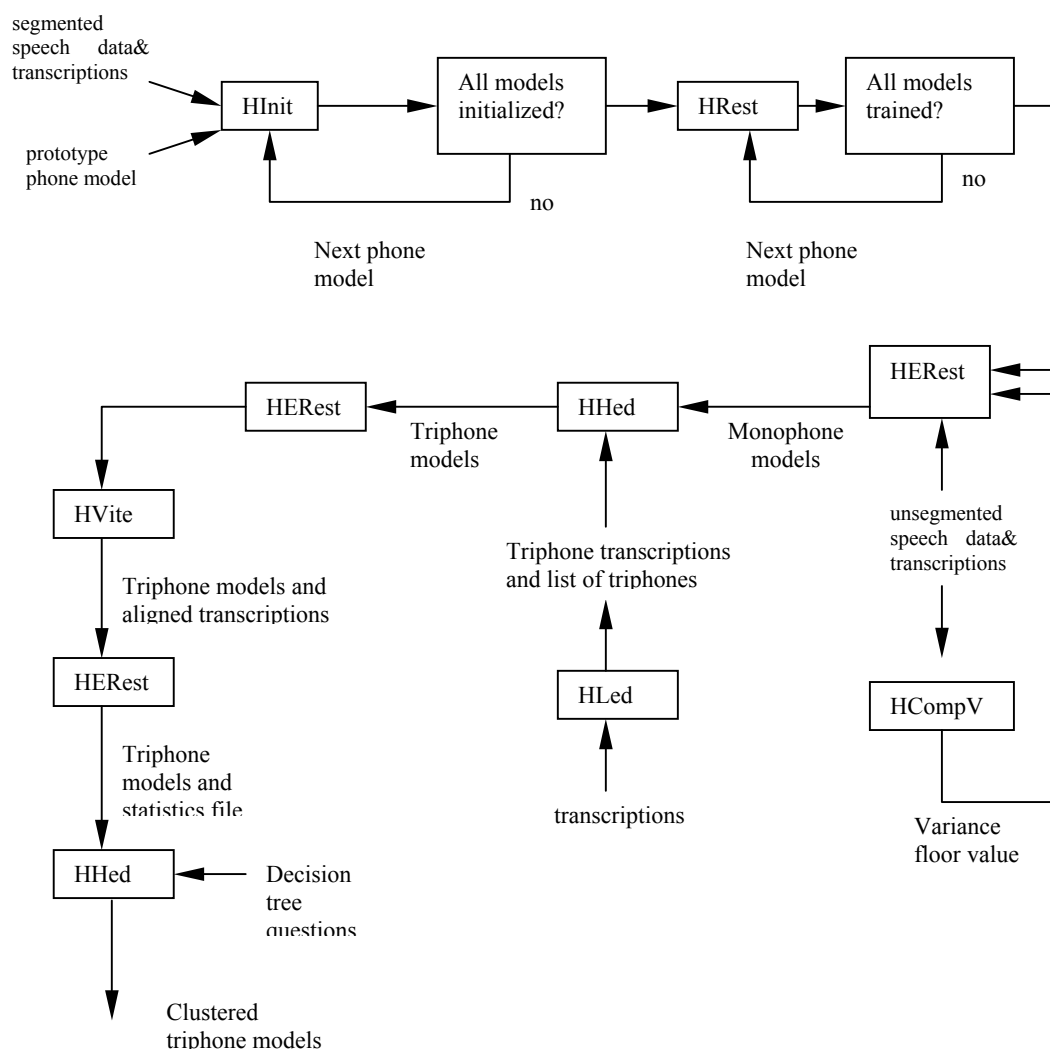 segmented
speech data&
transcriptions
HInit
All models
initialized?
HRest
All models
trained?
prototype
phone model
no
no
Next phone
model
Next phone
model
HERest
HHed
HERest
Triphone
models
Monophone
models
HVite
unsegmented
speech data&
transcriptions
Triphone transcriptions
and list of triphones
Triphone models and
aligned transcriptions
HERest
HLed
HCompV
Triphone
models and
statistics file
transcriptions
Variance
floor value
HHed
Decision
tree
questions
Clustered
triphone models